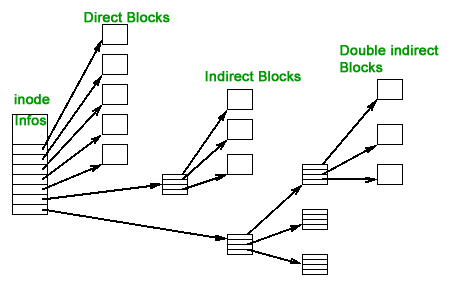 Direct Blocks
Indirect Blocks
Double indirect
Blocks
inode
Infos